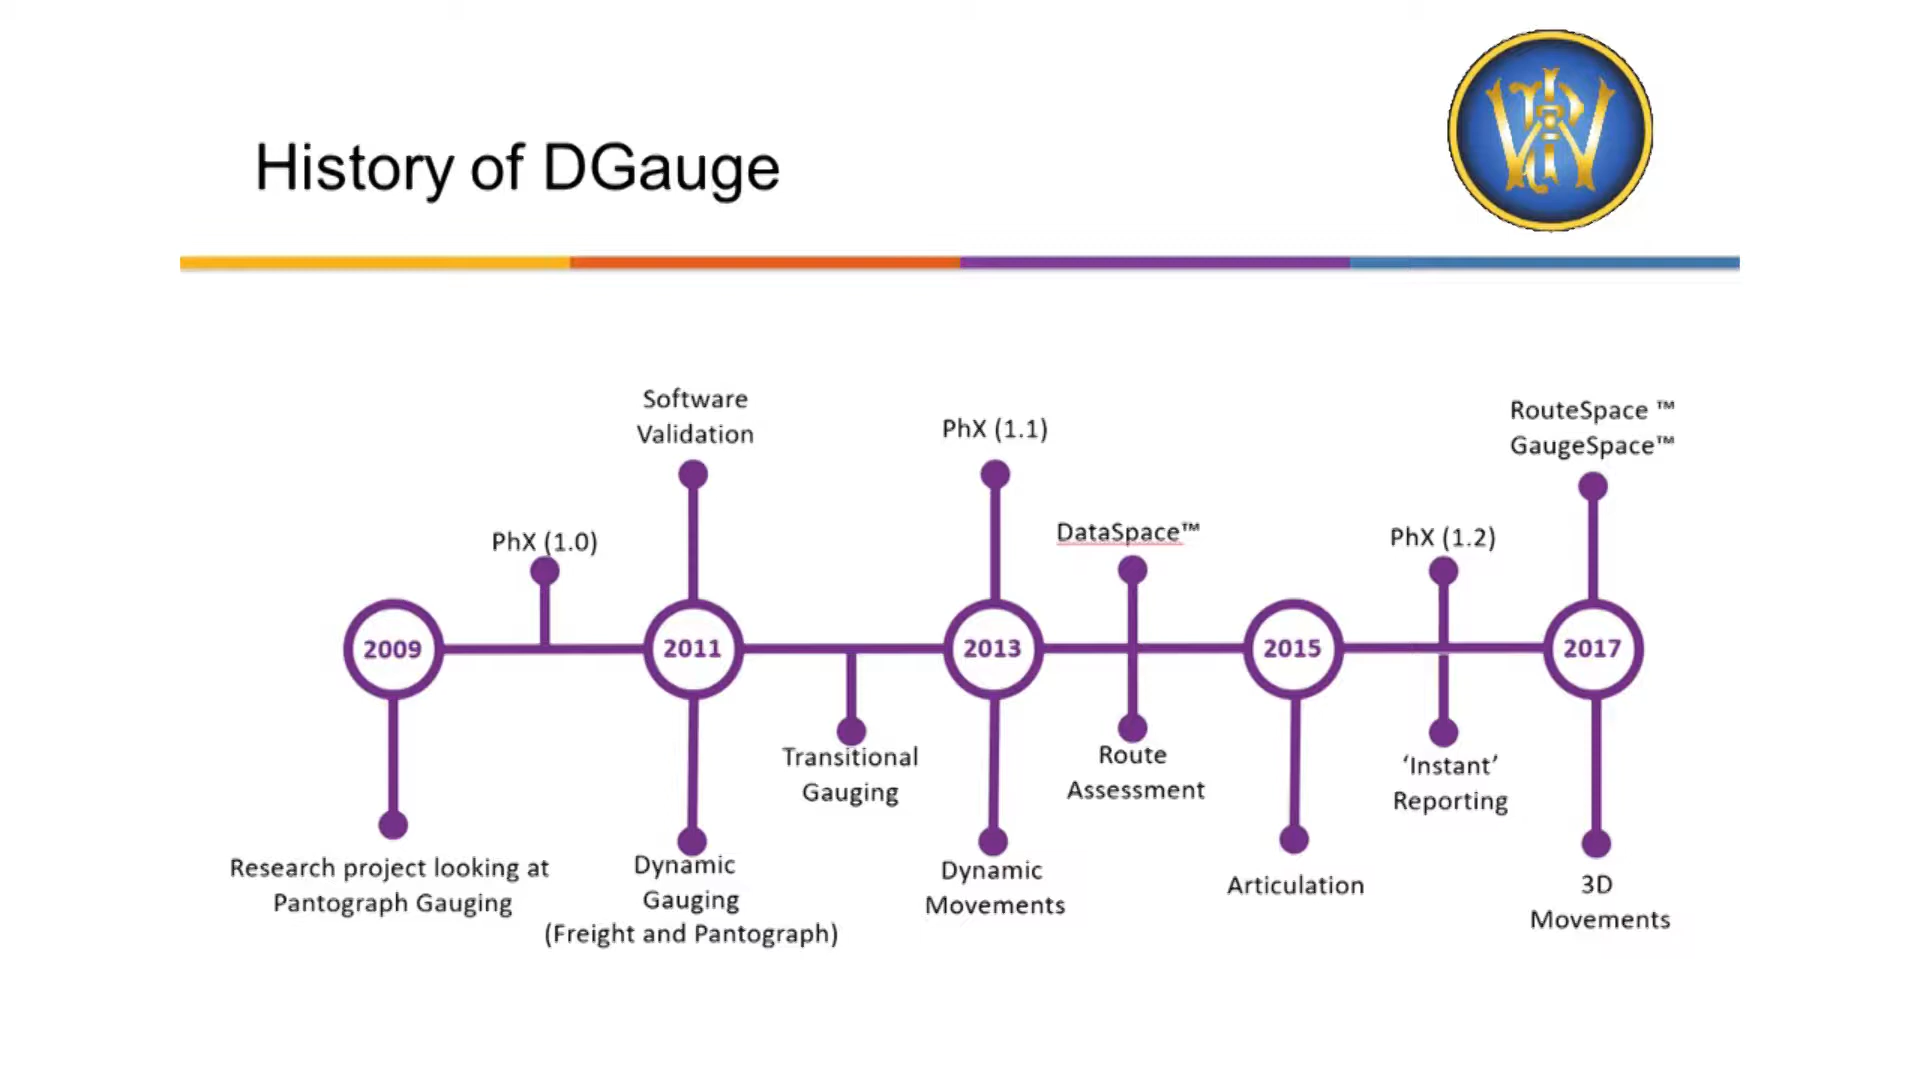 History of DGauge
Software
Validation
PhX (1.1)
RouteSpace ™
GaugeSpace™
PhX (1.0)
DataSpace™
PhX (1.2)
2009
2011
2013
2015
2017
Transitional
Gauging
Route
Assessment
‘Instant’
Reporting
Research project looking at
Pantograph Gauging
Dynamic
Gauging
(Freight and Pantograph)
Dynamic
Movements
Articulation
3D
Movements